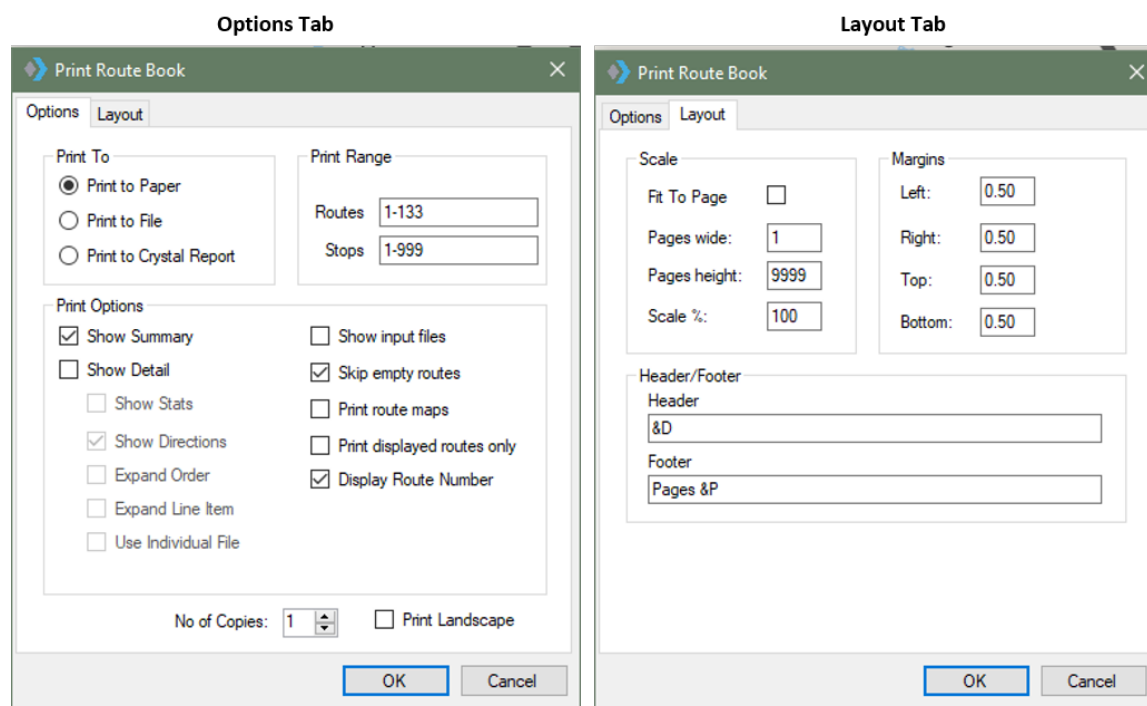 Options Tab
Print Route Book
Options Layout
Print To
Print to Paper
Print to File
Print to Crystal Report
Print Range
Routes 1-133
Stops 1-999
Print Options
Show Summary
Show Detail
Show Stats
Show Directions
Expand Order
Expand Line Item
Use Individual File
Show input files
Skip empty routes
Print route maps
Print displayed routes only
Display Route Number
No of Copies: 1 Print Landscape
OK Cancel
Layout Tab
Print Route Book
Options Layout
Scale
Fit To Page
Pages wide: 1
Pages height: 9999
Scale %: 100
Margins
Left: 0.50
Right: 0.50
Top: 0.50
Bottom: 0.50
Header/Footer
Header
&D
Footer
Pages &P
OK Cancel